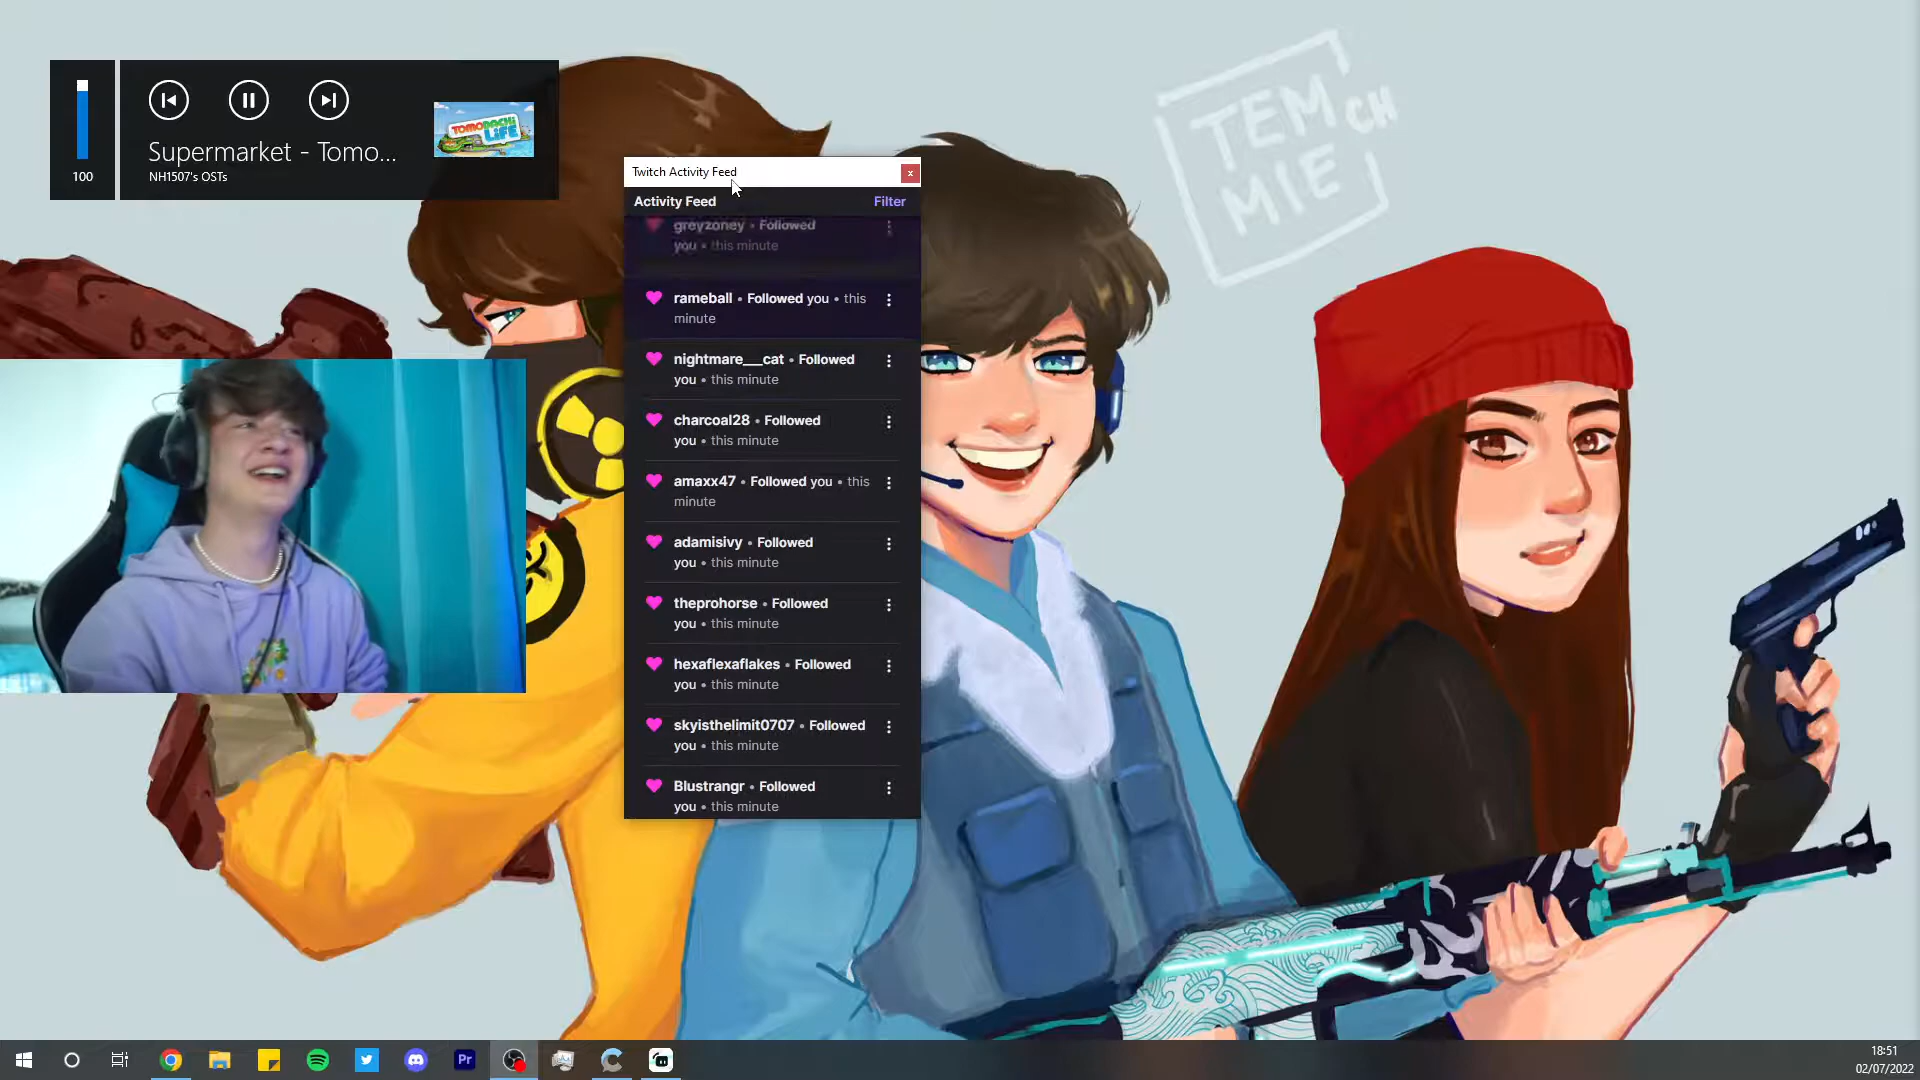 TEM CH
MIE
100
Supermarket - Tomo...
NH1507's OSTs
TOMODACHI
LiFE
Twitch Activity Feed
x
Activity Feed
Filter
greyzoney • Followed
you • this minute
rameball • Followed you • this
minute
nightmare___cat • Followed
you • this minute
charcoal28 • Followed
you • this minute
amaxx47 • Followed you • this
minute
adamisivy • Followed
you • this minute
theprohorse • Followed
you • this minute
hexaflexaflakes • Followed
you • this minute
skyisthelimit0707 • Followed
you • this minute
Blustrangr • Followed
you • this minute
Pr
18:51
02/07/2022